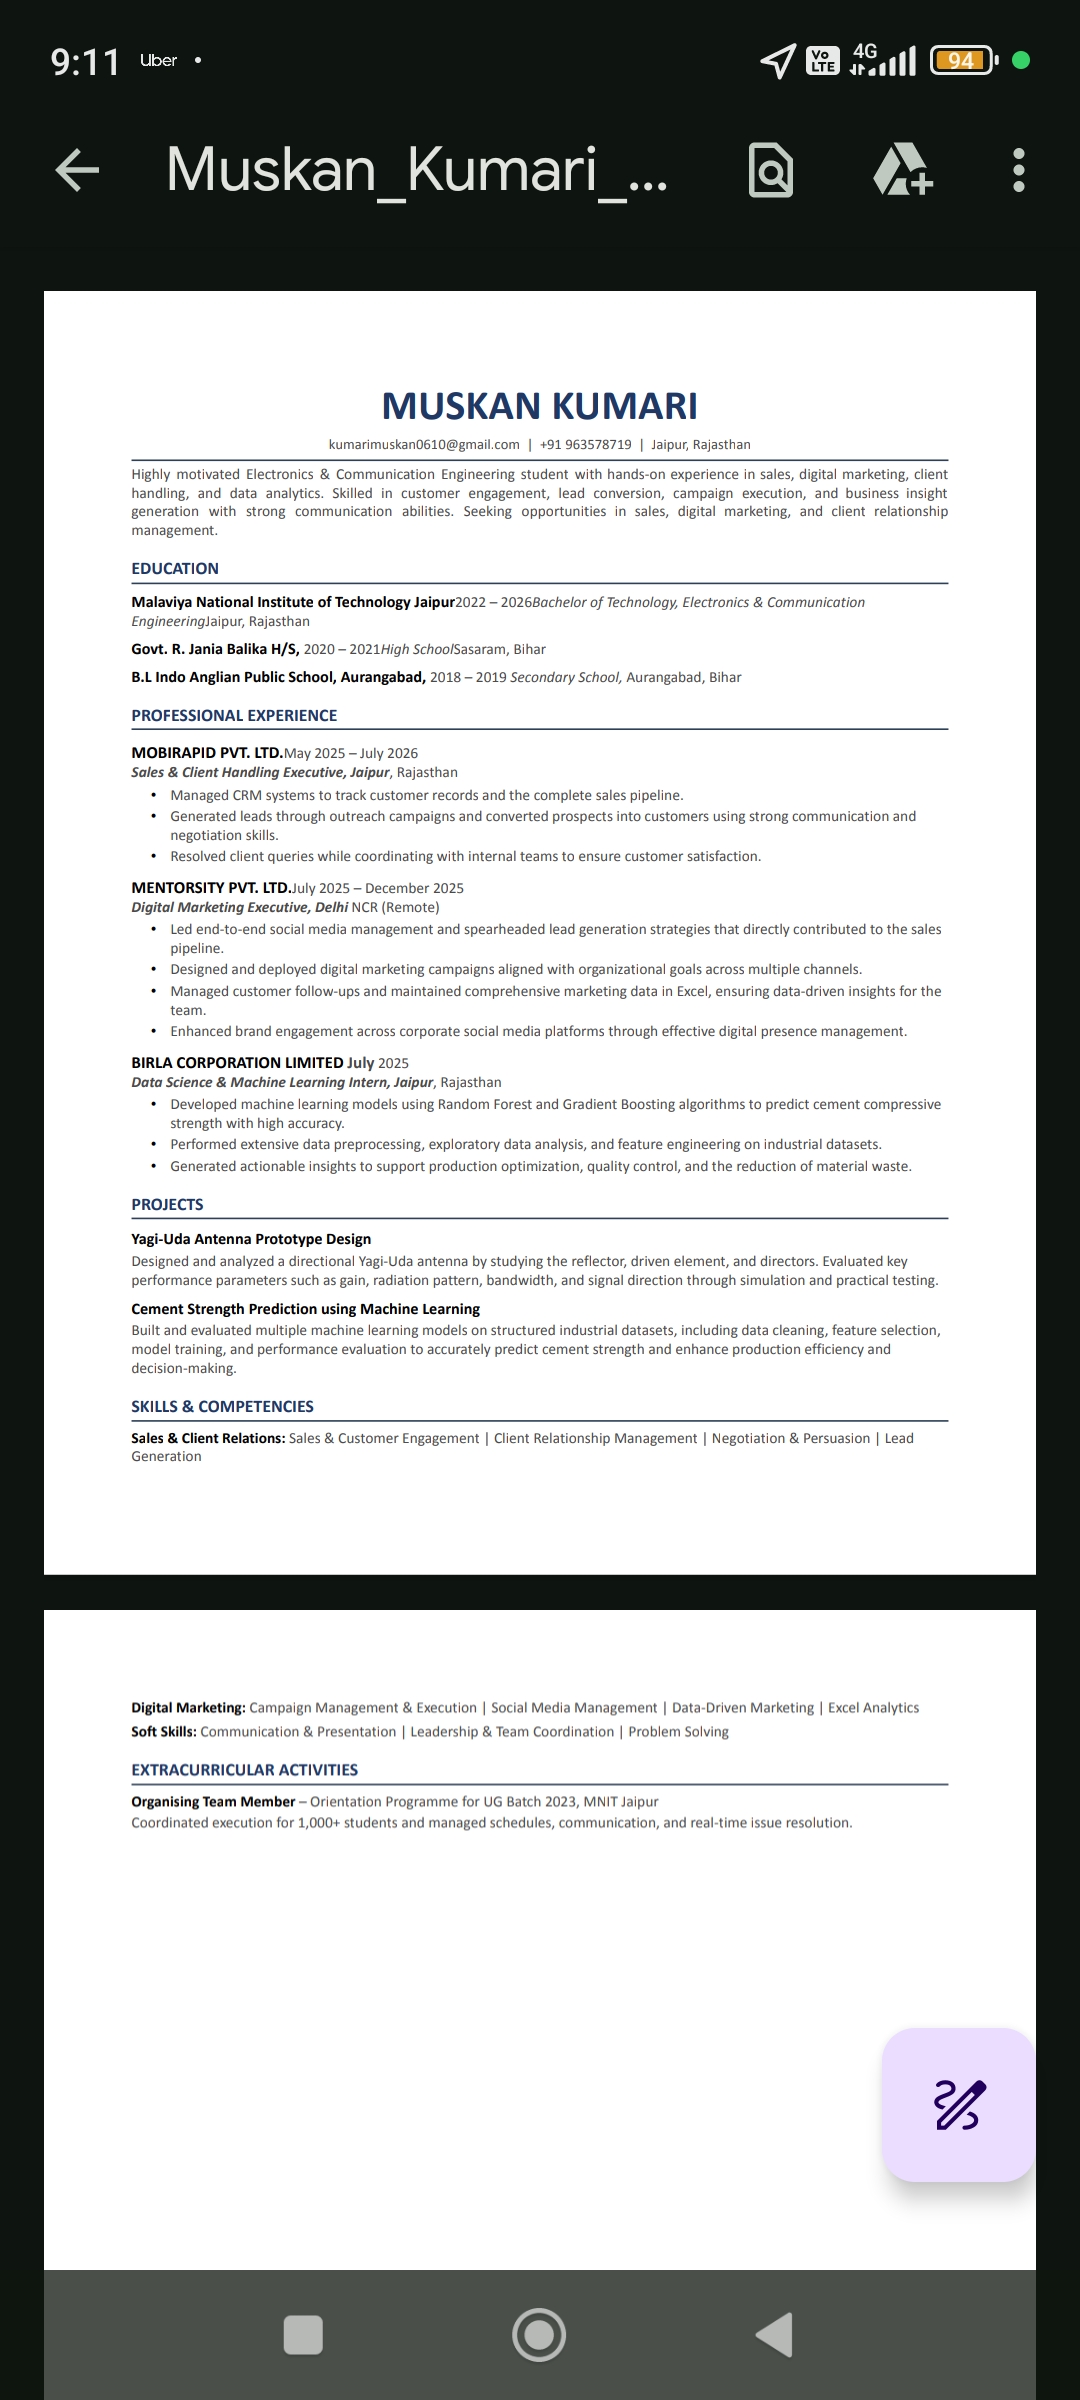 9:11 Uber •
Vo LTE 4G 94
Muskan_Kumari_...
MUSKAN KUMARI
kumarimuskan0610@gmail.com | +91 963578719 | Jaipur, Rajasthan
Highly motivated Electronics & Communication Engineering student with hands-on experience in sales, digital marketing, client
handling, and data analytics. Skilled in customer engagement, lead conversion, campaign execution, and business insight
generation with strong communication abilities. Seeking opportunities in sales, digital marketing, and client relationship
management.
EDUCATION
Malaviya National Institute of Technology Jaipur2022 – 2026Bachelor of Technology, Electronics & Communication
EngineeringJaipur, Rajasthan
Govt. R. Jania Balika H/S, 2020 – 2021High SchoolSasaram, Bihar
B.L Indo Anglian Public School, Aurangabad, 2018 – 2019 Secondary School, Aurangabad, Bihar
PROFESSIONAL EXPERIENCE
MOBIRAPID PVT. LTD.May 2025 – July 2026
Sales & Client Handling Executive, Jaipur, Rajasthan
• Managed CRM systems to track customer records and the complete sales pipeline.
• Generated leads through outreach campaigns and converted prospects into customers using strong communication and
negotiation skills.
• Resolved client queries while coordinating with internal teams to ensure customer satisfaction.
MENTORSITY PVT. LTD.July 2025 – December 2025
Digital Marketing Executive, Delhi NCR (Remote)
• Led end-to-end social media management and spearheaded lead generation strategies that directly contributed to the sales
pipeline.
• Designed and deployed digital marketing campaigns aligned with organizational goals across multiple channels.
• Managed customer follow-ups and maintained comprehensive marketing data in Excel, ensuring data-driven insights for the
team.
• Enhanced brand engagement across corporate social media platforms through effective digital presence management.
BIRLA CORPORATION LIMITED July 2025
Data Science & Machine Learning Intern, Jaipur, Rajasthan
• Developed machine learning models using Random Forest and Gradient Boosting algorithms to predict cement compressive
strength with high accuracy.
• Performed extensive data preprocessing, exploratory data analysis, and feature engineering on industrial datasets.
• Generated actionable insights to support production optimization, quality control, and the reduction of material waste.
PROJECTS
Yagi-Uda Antenna Prototype Design
Designed and analyzed a directional Yagi-Uda antenna by studying the reflector, driven element, and directors. Evaluated key
performance parameters such as gain, radiation pattern, bandwidth, and signal direction through simulation and practical testing.
Cement Strength Prediction using Machine Learning
Built and evaluated multiple machine learning models on structured industrial datasets, including data cleaning, feature selection,
model training, and performance evaluation to accurately predict cement strength and enhance production efficiency and
decision-making.
SKILLS & COMPETENCIES
Sales & Client Relations: Sales & Customer Engagement | Client Relationship Management | Negotiation & Persuasion | Lead
Generation
Digital Marketing: Campaign Management & Execution | Social Media Management | Data-Driven Marketing | Excel Analytics
Soft Skills: Communication & Presentation | Leadership & Team Coordination | Problem Solving
EXTRACURRICULAR ACTIVITIES
Organising Team Member – Orientation Programme for UG Batch 2023, MNIT Jaipur
Coordinated execution for 1,000+ students and managed schedules, communication, and real-time issue resolution.